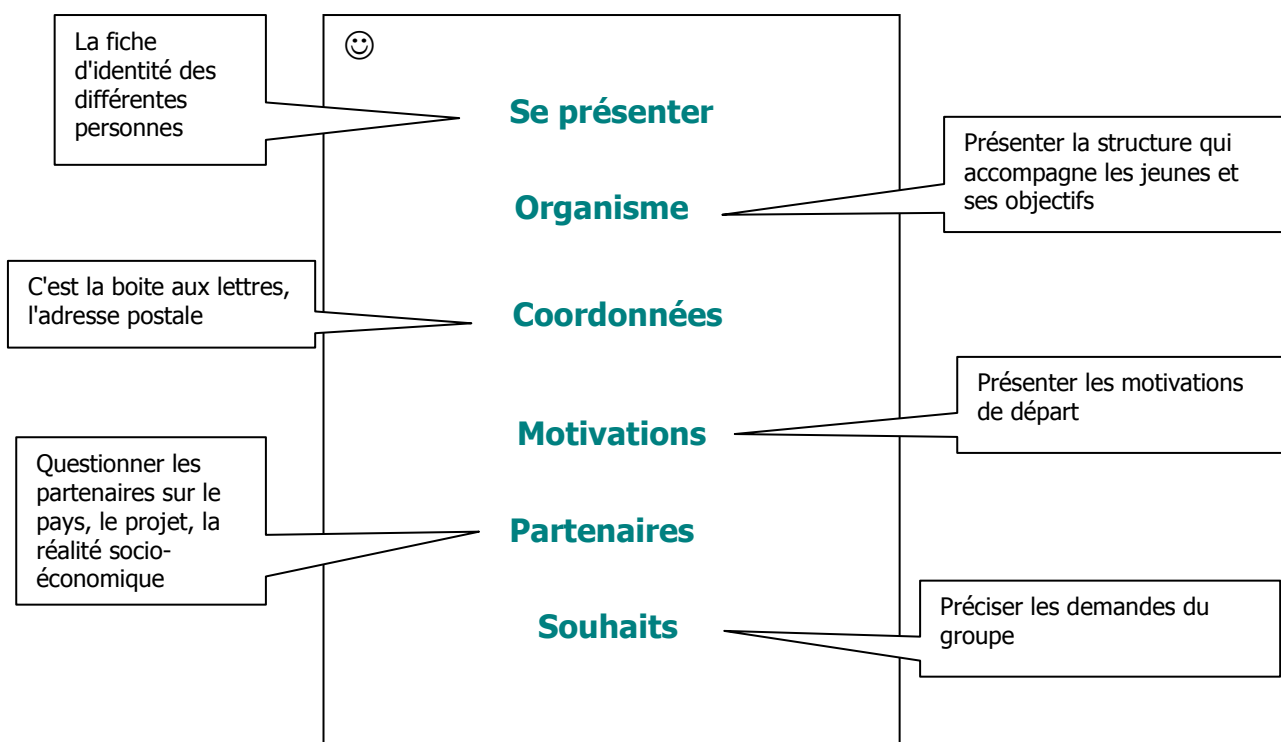 La fiche
d'identité des
différentes
personnes
☺
Se présenter
Présenter la structure qui
accompagne les jeunes et
ses objectifs
Organisme
C'est la boite aux lettres,
l'adresse postale
Coordonnées
Présenter les motivations
de départ
Motivations
Questionner les
partenaires sur le
pays, le projet, la
réalité socio-
économique
Partenaires
Préciser les demandes du
groupe
Souhaits